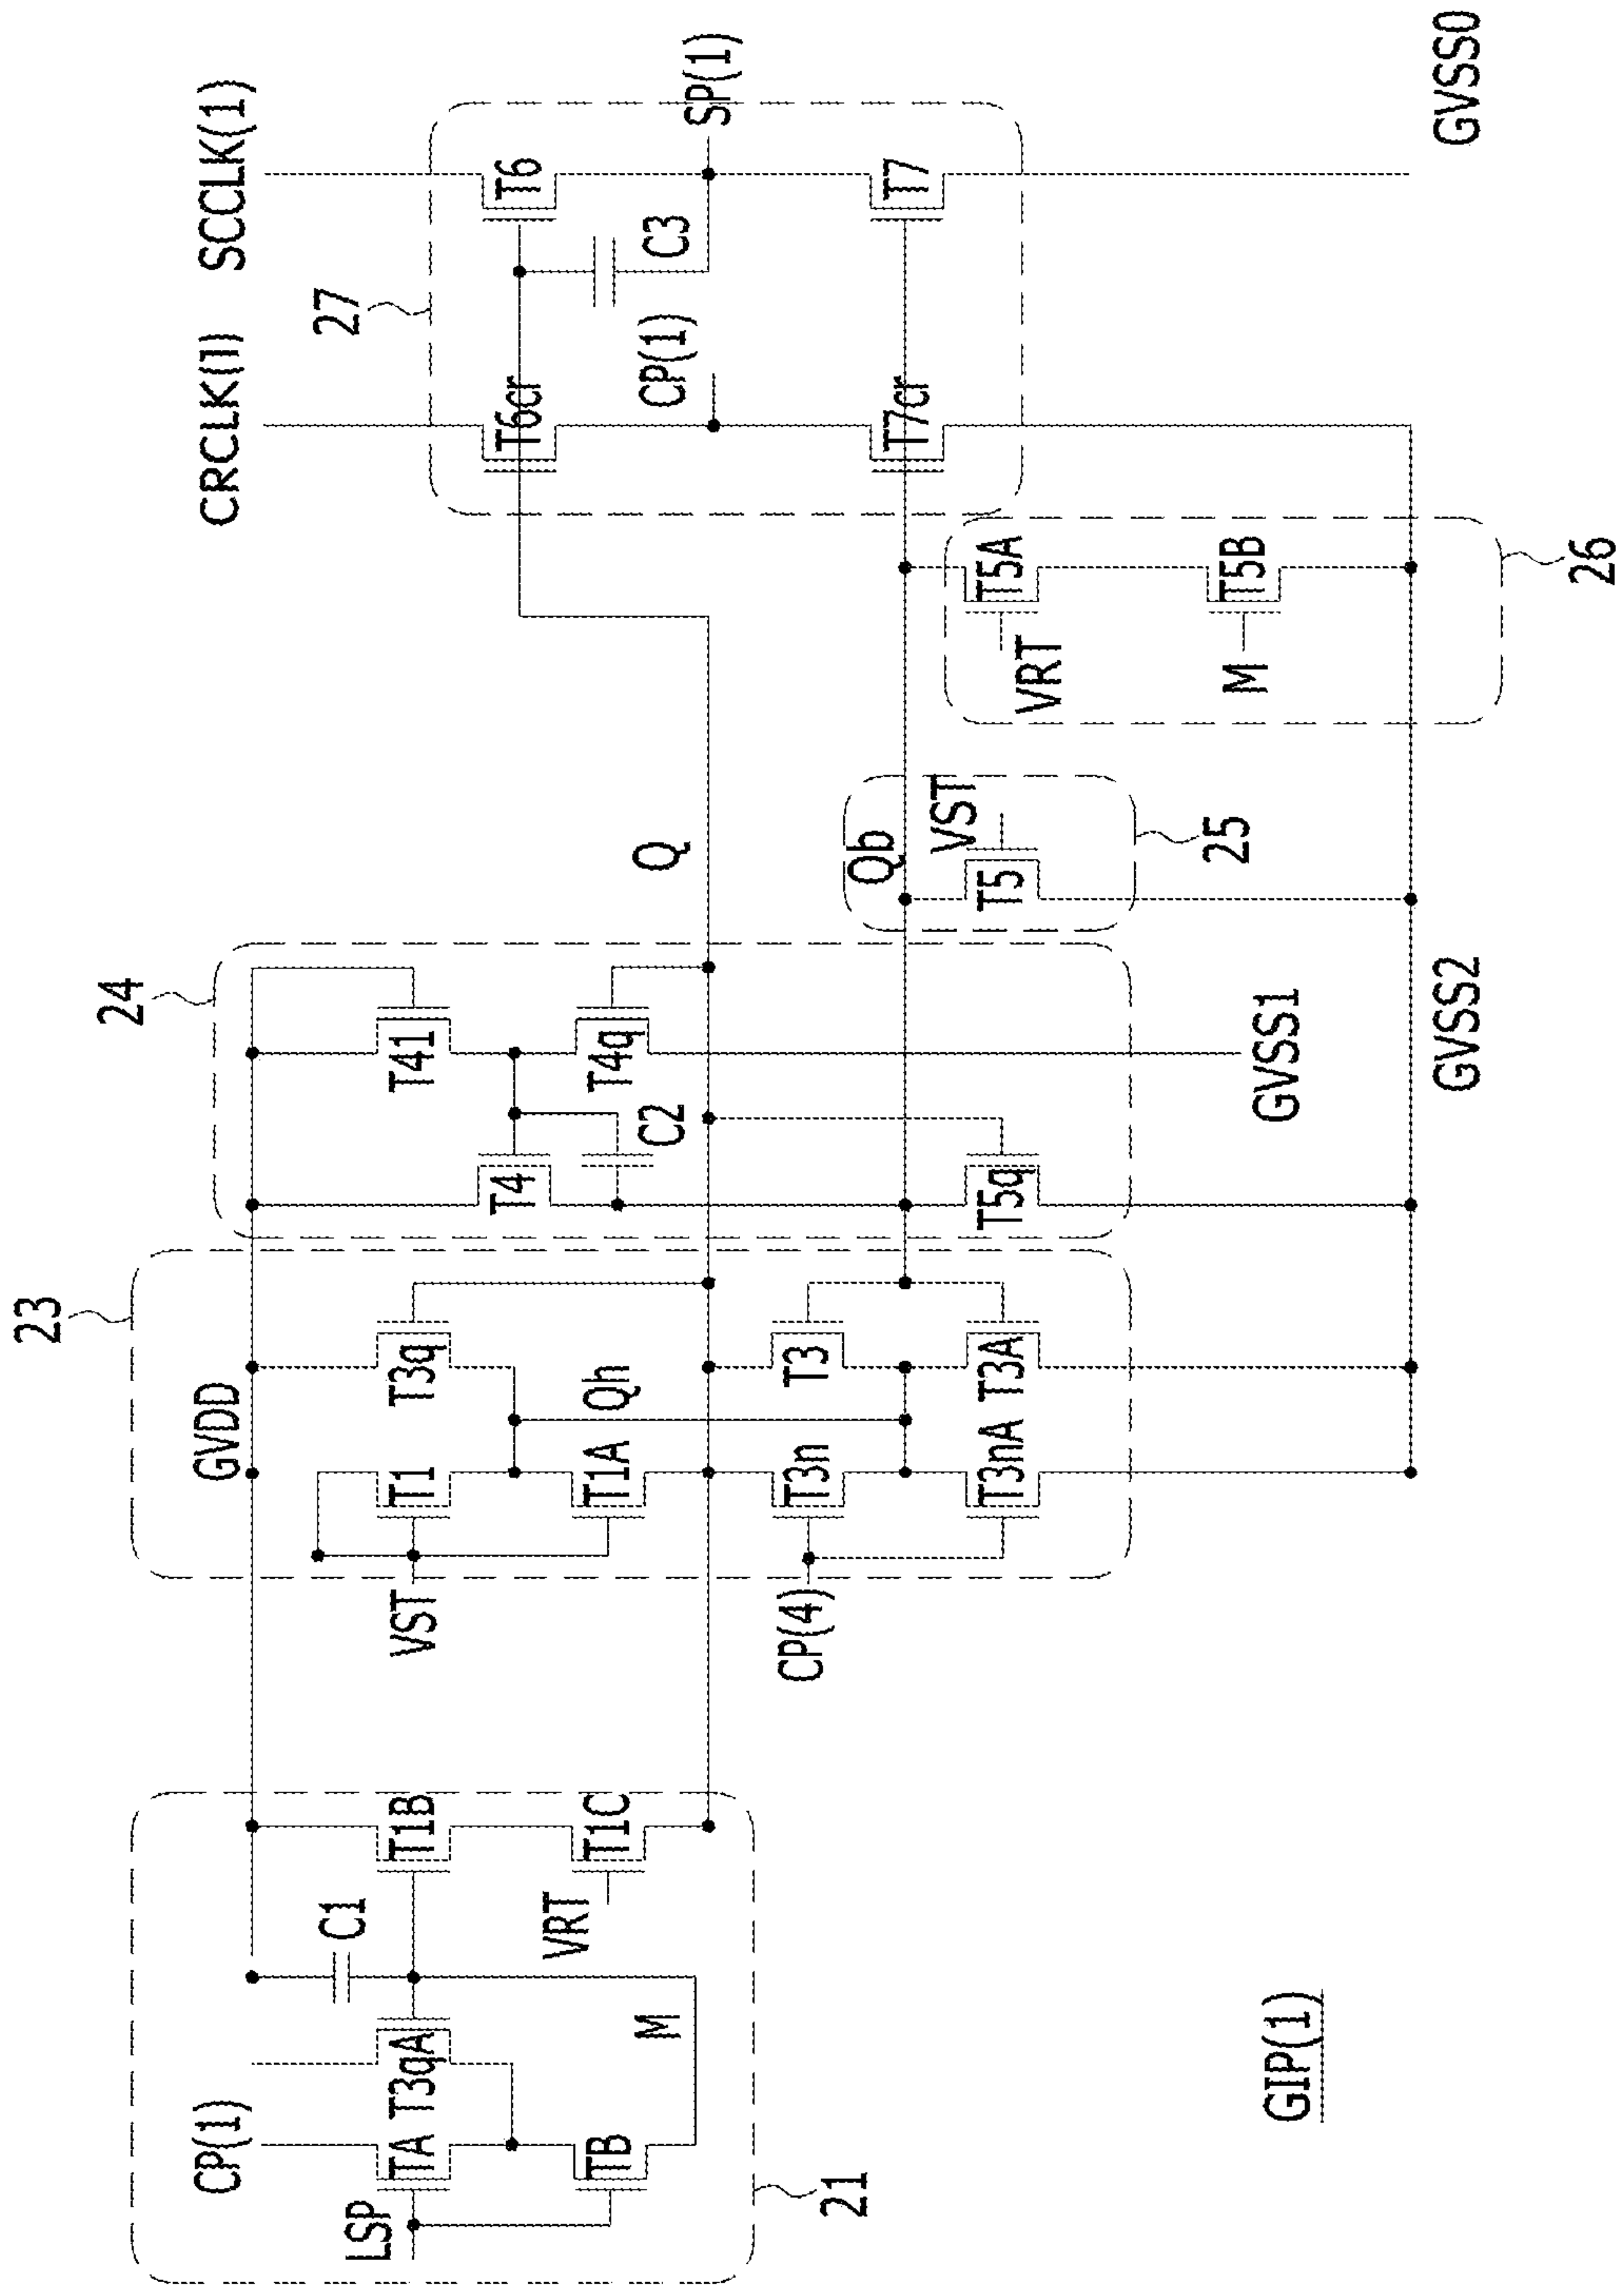 23
24
27
CRCLK(1) SCCLK(1)
CP(1)
GVDD
LSP
TA
T3qA
C1
T1B
VST
T1
T3q
T41
T4
T6cr
T6
TB
M
VRT
T1C
T1A
Qh
C2
T4q
Q
CP(1)
C3
SP(1)
21
CP(4)
T3n
T3
Qb
T7cr
T7
T3nA
T3A
T5q
T5
VST
VRT
T5A
25
M
T5B
GVSS1
GIP(1)
GVSS2
GVSS0
26